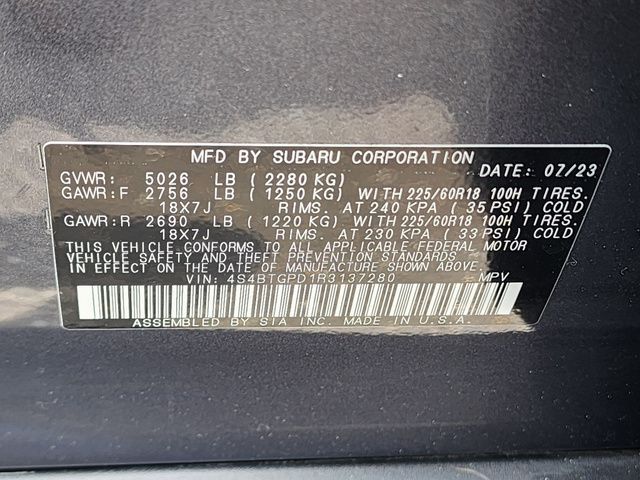 MFD BY SUBARU CORPORATION DATE: 07/23
GVWR: 5026 LB (2280 KG)
GAWR:F 2756 LB (1250 KG) WITH 225/60R18 100H TIRES.
18X7J RIMS. AT 240 KPA (35 PSI) COLD
GAWR:R 2690 LB (1220 KG) WITH 225/60R18 100H TIRES.
18X7J RIMS. AT 230 KPA (33 PSI) COLD
THIS VEHICLE CONFORMS TO ALL APPLICABLE FEDERAL MOTOR
VEHICLE SAFETY AND THEFT PREVENTION STANDARDS IN EFFECT
ON THE DATE OF MANUFACTURE SHOWN ABOVE.
VIN: 4S4BTGPD1R3137280 MPV
ASSEMBLED BY SIA INC. MADE IN U.S.A.